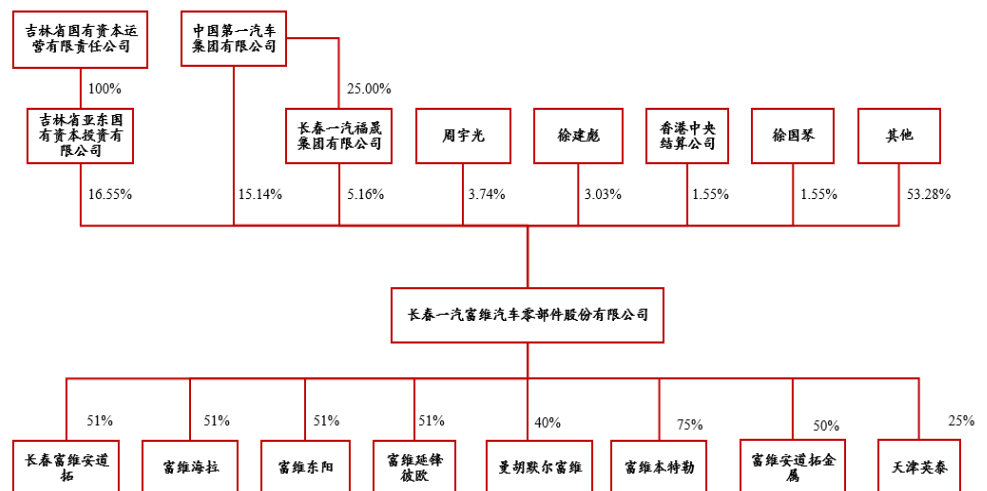 吉林省国有资本运
营有限责任公司
中国第一汽车
集团有限公司
100%
25.00%
吉林省亚东国
有资本投资有
限公司
长春一汽福晟
集团有限公司
周宇光
徐建彪
香港中央
结算公司
徐国琴
其他
16.55%
15.14%
5.16%
3.74%
3.03%
1.55%
1.55%
53.28%
长春一汽富维汽车零部件股份有限公司
51%
51%
51%
51%
40%
75%
50%
25%
长春富维安道
拓
富维海拉
富维东阳
富维延锋
彼欧
曼胡默尔富维
富维本特勒
富维安道拓金
属
天津英泰